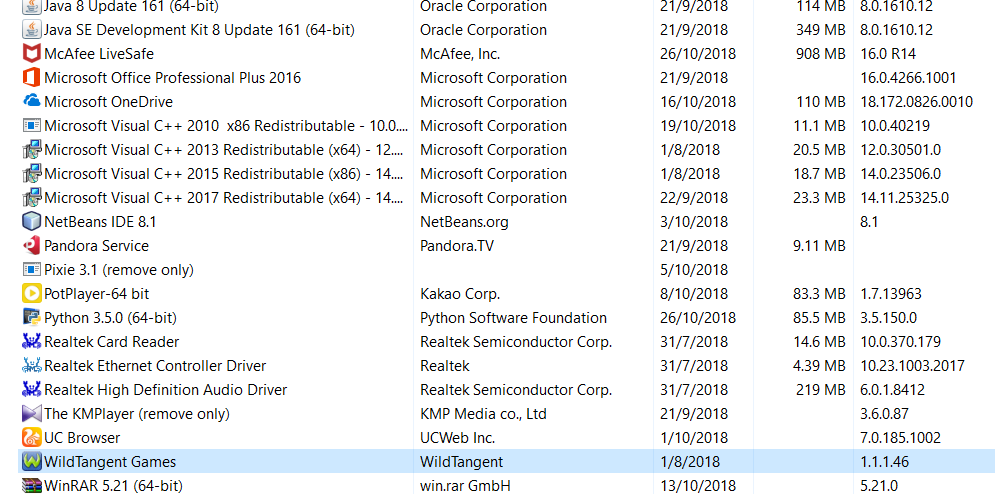 Java 8 Update 161 (64-bit) Oracle Corporation 21/9/2018 114 MB 8.0.1610.12
Java SE Development Kit 8 Update 161 (64-bit) Oracle Corporation 21/9/2018 349 MB 8.0.1610.12
McAfee LiveSafe McAfee, Inc. 26/10/2018 908 MB 16.0 R14
Microsoft Office Professional Plus 2016 Microsoft Corporation 21/9/2018 16.0.4266.1001
Microsoft OneDrive Microsoft Corporation 16/10/2018 110 MB 18.172.0826.0010
Microsoft Visual C++ 2010 x86 Redistributable - 10.0.... Microsoft Corporation 19/10/2018 11.1 MB 10.0.40219
Microsoft Visual C++ 2013 Redistributable (x64) - 12.... Microsoft Corporation 1/8/2018 20.5 MB 12.0.30501.0
Microsoft Visual C++ 2015 Redistributable (x86) - 14.... Microsoft Corporation 1/8/2018 18.7 MB 14.0.23506.0
Microsoft Visual C++ 2017 Redistributable (x64) - 14.... Microsoft Corporation 22/9/2018 23.3 MB 14.11.25325.0
NetBeans IDE 8.1 NetBeans.org 3/10/2018 8.1
Pandora Service Pandora.TV 21/9/2018 9.11 MB
Pixie 3.1 (remove only) 5/10/2018
PotPlayer-64 bit Kakao Corp. 8/10/2018 83.3 MB 1.7.13963
Python 3.5.0 (64-bit) Python Software Foundation 26/10/2018 85.5 MB 3.5.150.0
Realtek Card Reader Realtek Semiconductor Corp. 31/7/2018 14.6 MB 10.0.370.179
Realtek Ethernet Controller Driver Realtek 31/7/2018 4.39 MB 10.23.1003.2017
Realtek High Definition Audio Driver Realtek Semiconductor Corp. 31/7/2018 219 MB 6.0.1.8412
The KMPlayer (remove only) KMP Media co., Ltd 21/9/2018 3.6.0.87
UC Browser UCWeb Inc. 1/10/2018 7.0.185.1002
WildTangent Games WildTangent 1/8/2018 1.1.1.46
WinRAR 5.21 (64-bit) win.rar GmbH 13/10/2018 5.21.0